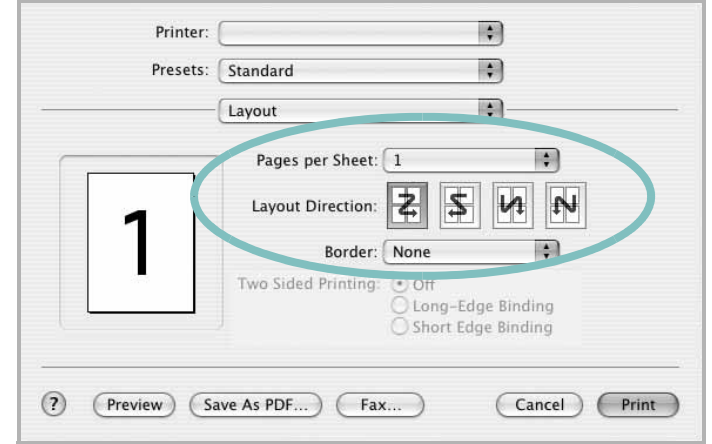 Printer:
Presets: Standard
Layout
Pages per Sheet: 1
1
Layout Direction:
Border: None
Two Sided Printing: Off
Long-Edge Binding
Short Edge Binding
? Preview Save As PDF... Fax... Cancel Print